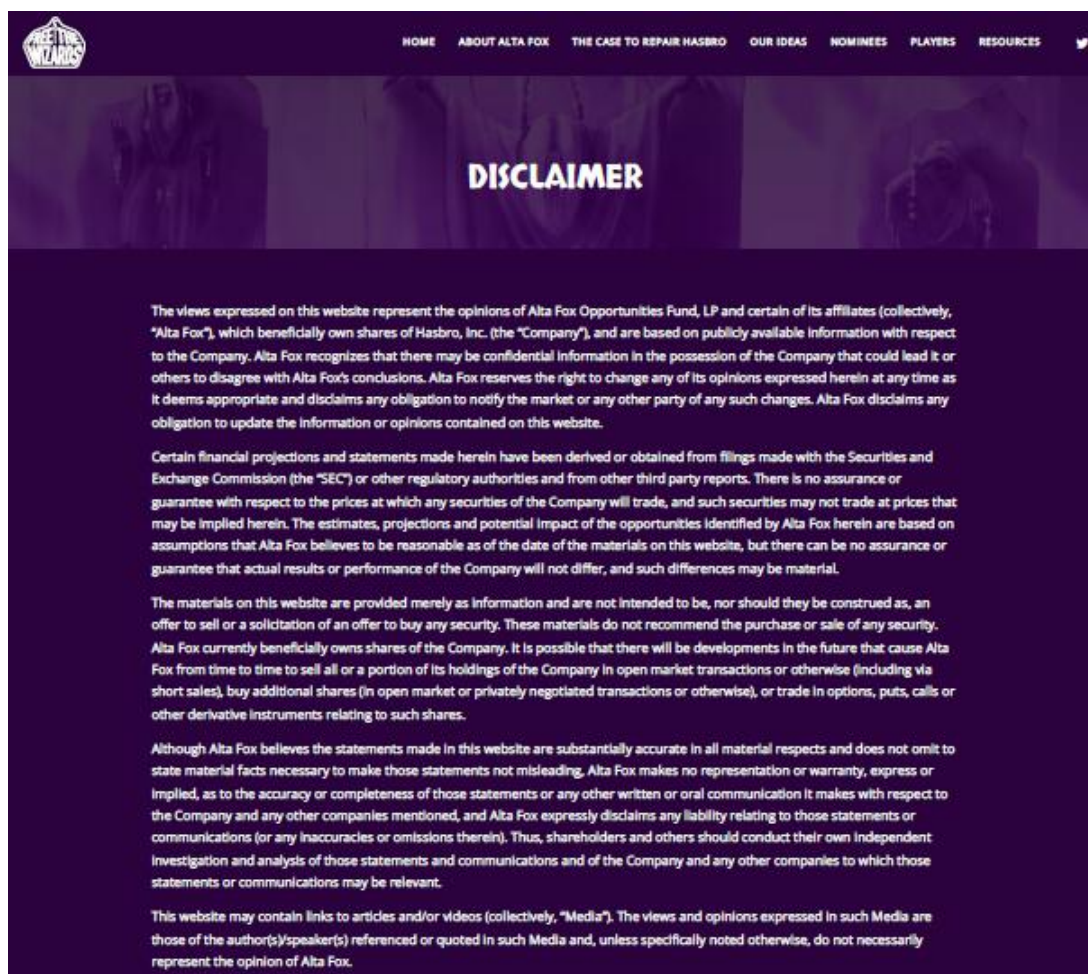 FREE THE
WIZARDS
HOME ABOUT ALTA FOX THE CASE TO REPAIR HASBRO OUR IDEAS NOMINEES PLAYERS RESOURCES
DISCLAIMER
The views expressed on this website represent the opinions of Alta Fox Opportunities Fund, LP and certain of its affiliates (collectively,
“Alta Fox”), which beneficially own shares of Hasbro, Inc. (the “Company”), and are based on publicly available information with respect
to the Company. Alta Fox recognizes that there may be confidential information in the possession of the Company that could lead it or
others to disagree with Alta Fox’s conclusions. Alta Fox reserves the right to change any of its opinions expressed herein at any time as
it deems appropriate and disclaims any obligation to notify the market or any other party of any such changes. Alta Fox disclaims any
obligation to update the information or opinions contained on this website.
Certain financial projections and statements made herein have been derived or obtained from filings made with the Securities and
Exchange Commission (the “SEC”) or other regulatory authorities and from other third party reports. There is no assurance or
guarantee with respect to the prices at which any securities of the Company will trade, and such securities may not trade at prices that
may be implied herein. The estimates, projections and potential impact of the opportunities identified by Alta Fox herein are based on
assumptions that Alta Fox believes to be reasonable as of the date of the materials on this website, but there can be no assurance or
guarantee that actual results or performance of the Company will not differ, and such differences may be material.
The materials on this website are provided merely as information and are not intended to be, nor should they be construed as, an
offer to sell or a solicitation of an offer to buy any security. These materials do not recommend the purchase or sale of any security.
Alta Fox currently beneficially owns shares of the Company. It is possible that there will be developments in the future that cause Alta
Fox from time to time to sell all or a portion of its holdings of the Company in open market transactions or otherwise (including via
short sales), buy additional shares (in open market or privately negotiated transactions or otherwise), or trade in options, puts, calls or
other derivative instruments relating to such shares.
Although Alta Fox believes the statements made in this website are substantially accurate in all material respects and does not omit to
state material facts necessary to make those statements not misleading, Alta Fox makes no representation or warranty, express or
implied, as to the accuracy or completeness of those statements or any other written or oral communication it makes with respect to
the Company and any other companies mentioned, and Alta Fox expressly disclaims any liability relating to those statements or
communications (or any inaccuracies or omissions therein). Thus, shareholders and others should conduct their own independent
investigation and analysis of those statements and communications and of the Company and any other companies to which those
statements or communications may be relevant.
This website may contain links to articles and/or videos (collectively, “Media”). The views and opinions expressed in such Media are
those of the author(s)/speaker(s) referenced or quoted in such Media and, unless specifically noted otherwise, do not necessarily
represent the opinion of Alta Fox.